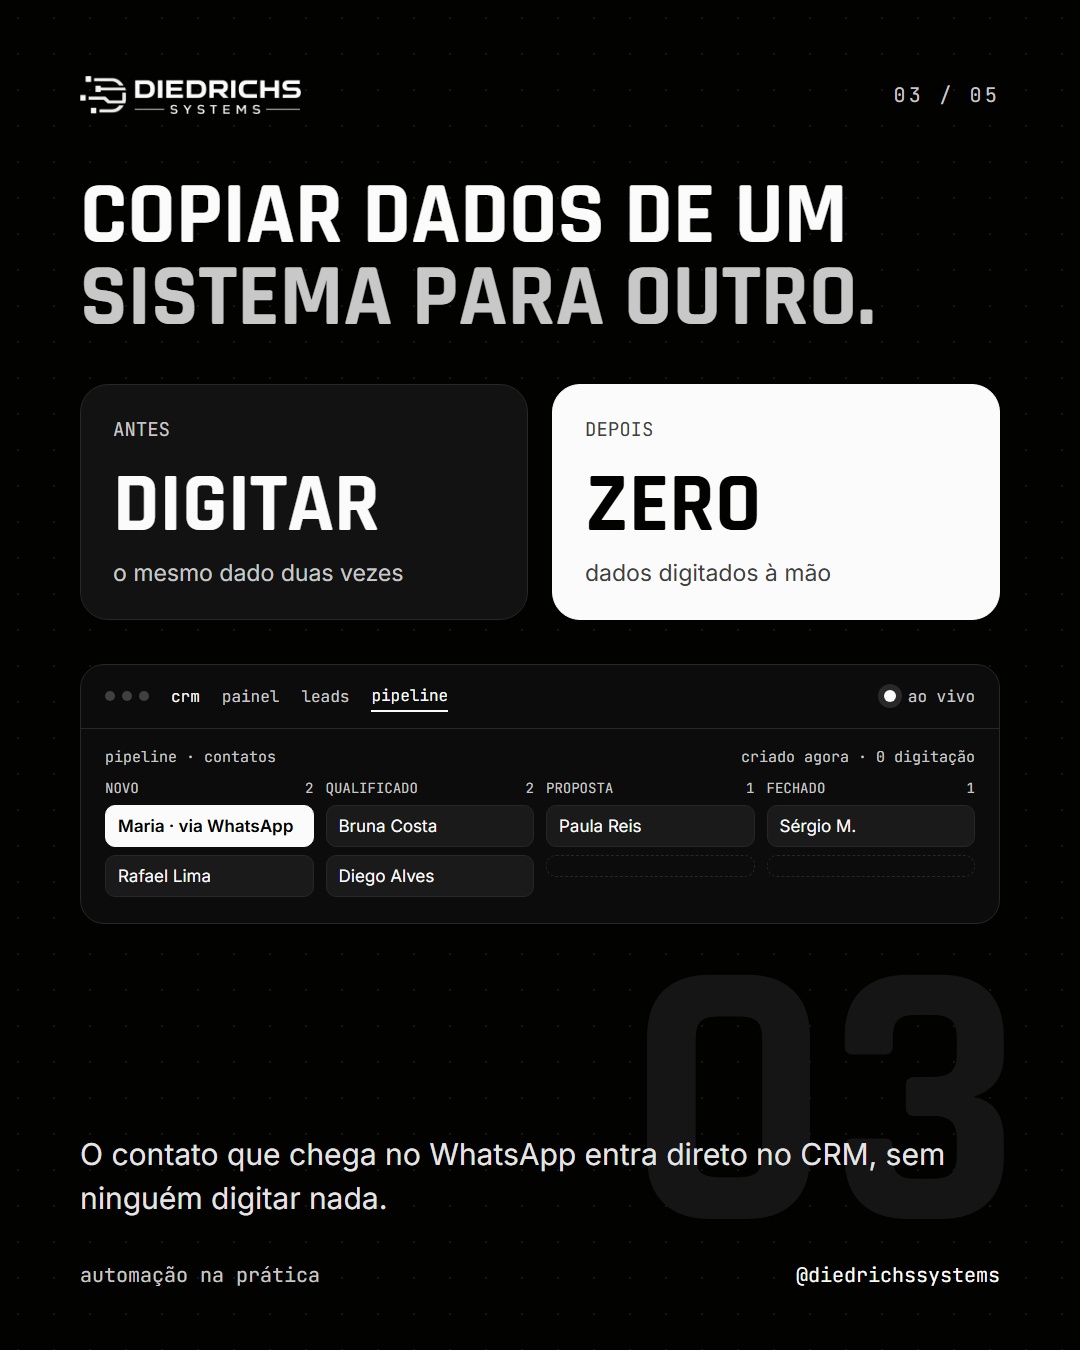 DIEDRICHS
SYSTEMS
03 / 05
COPIAR DADOS DE UM
SISTEMA PARA OUTRO.
ANTES
DIGITAR
o mesmo dado duas vezes
DEPOIS
ZERO
dados digitados à mão
crm painel leads pipeline
ao vivo
pipeline · contatos
criado agora · 0 digitação
NOVO 2 QUALIFICADO 2 PROPOSTA 1 FECHADO 1
Maria · via WhatsApp Bruna Costa Paula Reis Sérgio M.
Rafael Lima Diego Alves
03
O contato que chega no WhatsApp entra direto no CRM, sem
ninguém digitar nada.
automação na prática
@diedrichssystems